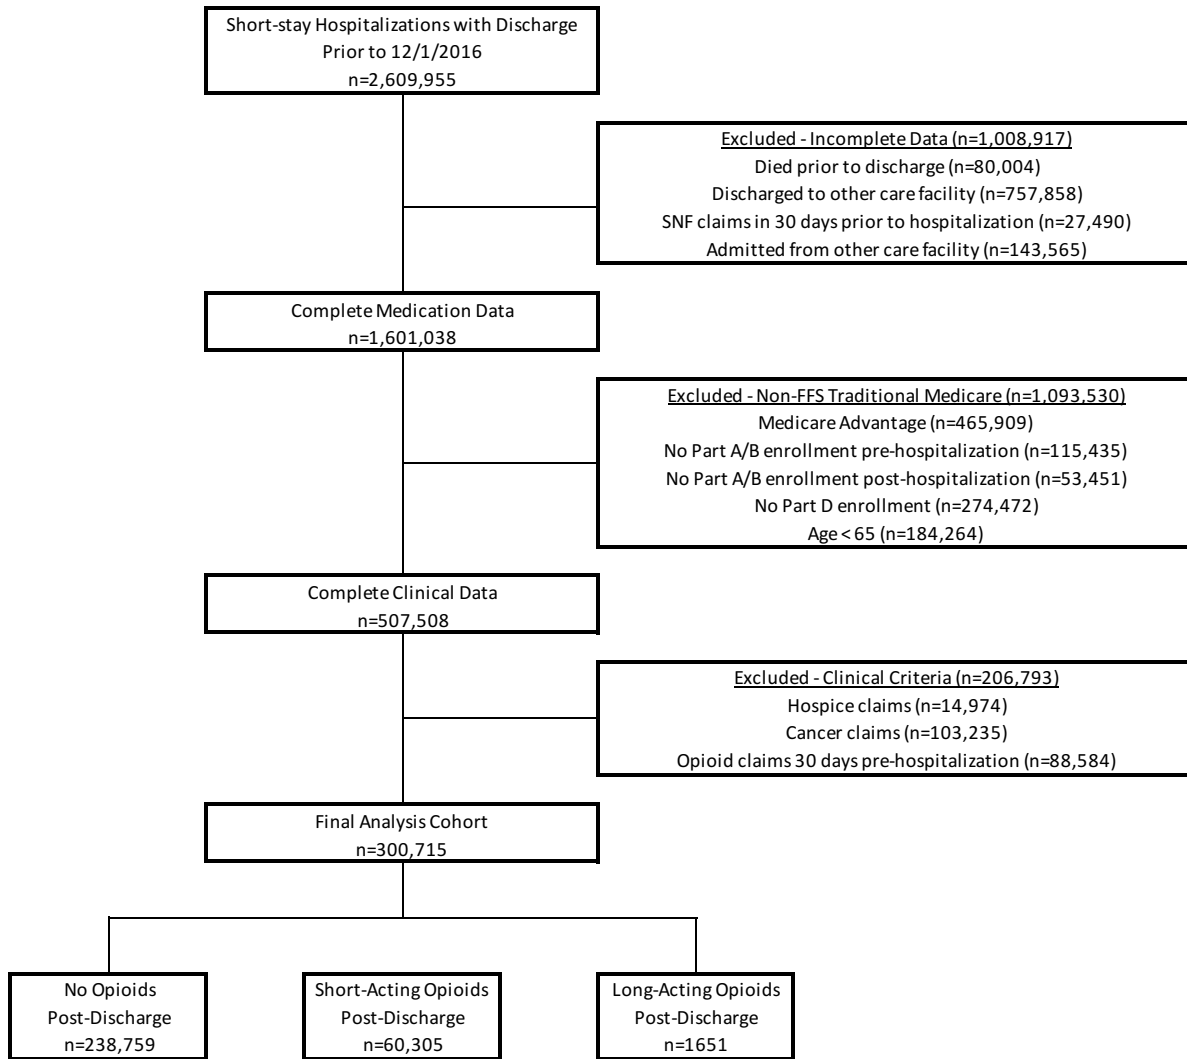 Short-stay Hospitalizations with Discharge
Prior to 12/1/2016
n=2,609,955
Excluded - Incomplete Data (n=1,008,917)
Died prior to discharge (n=80,004)
Discharged to other care facility (n=757,858)
SNF claims in 30 days prior to hospitalization (n=27,490)
Admitted from other care facility (n=143,565)
Complete Medication Data
n=1,601,038
Excluded - Non-FFS Traditional Medicare (n=1,093,530)
Medicare Advantage (n=465,909)
No Part A/B enrollment pre-hospitalization (n=115,435)
No Part A/B enrollment post-hospitalization (n=53,451)
No Part D enrollment (n=274,472)
Age < 65 (n=184,264)
Complete Clinical Data
n=507,508
Excluded - Clinical Criteria (n=206,793)
Hospice claims (n=14,974)
Cancer claims (n=103,235)
Opioid claims 30 days pre-hospitalization (n=88,584)
Final Analysis Cohort
n=300,715
No Opioids
Post-Discharge
n=238,759
Short-Acting Opioids
Post-Discharge
n=60,305
Long-Acting Opioids
Post-Discharge
n=1651